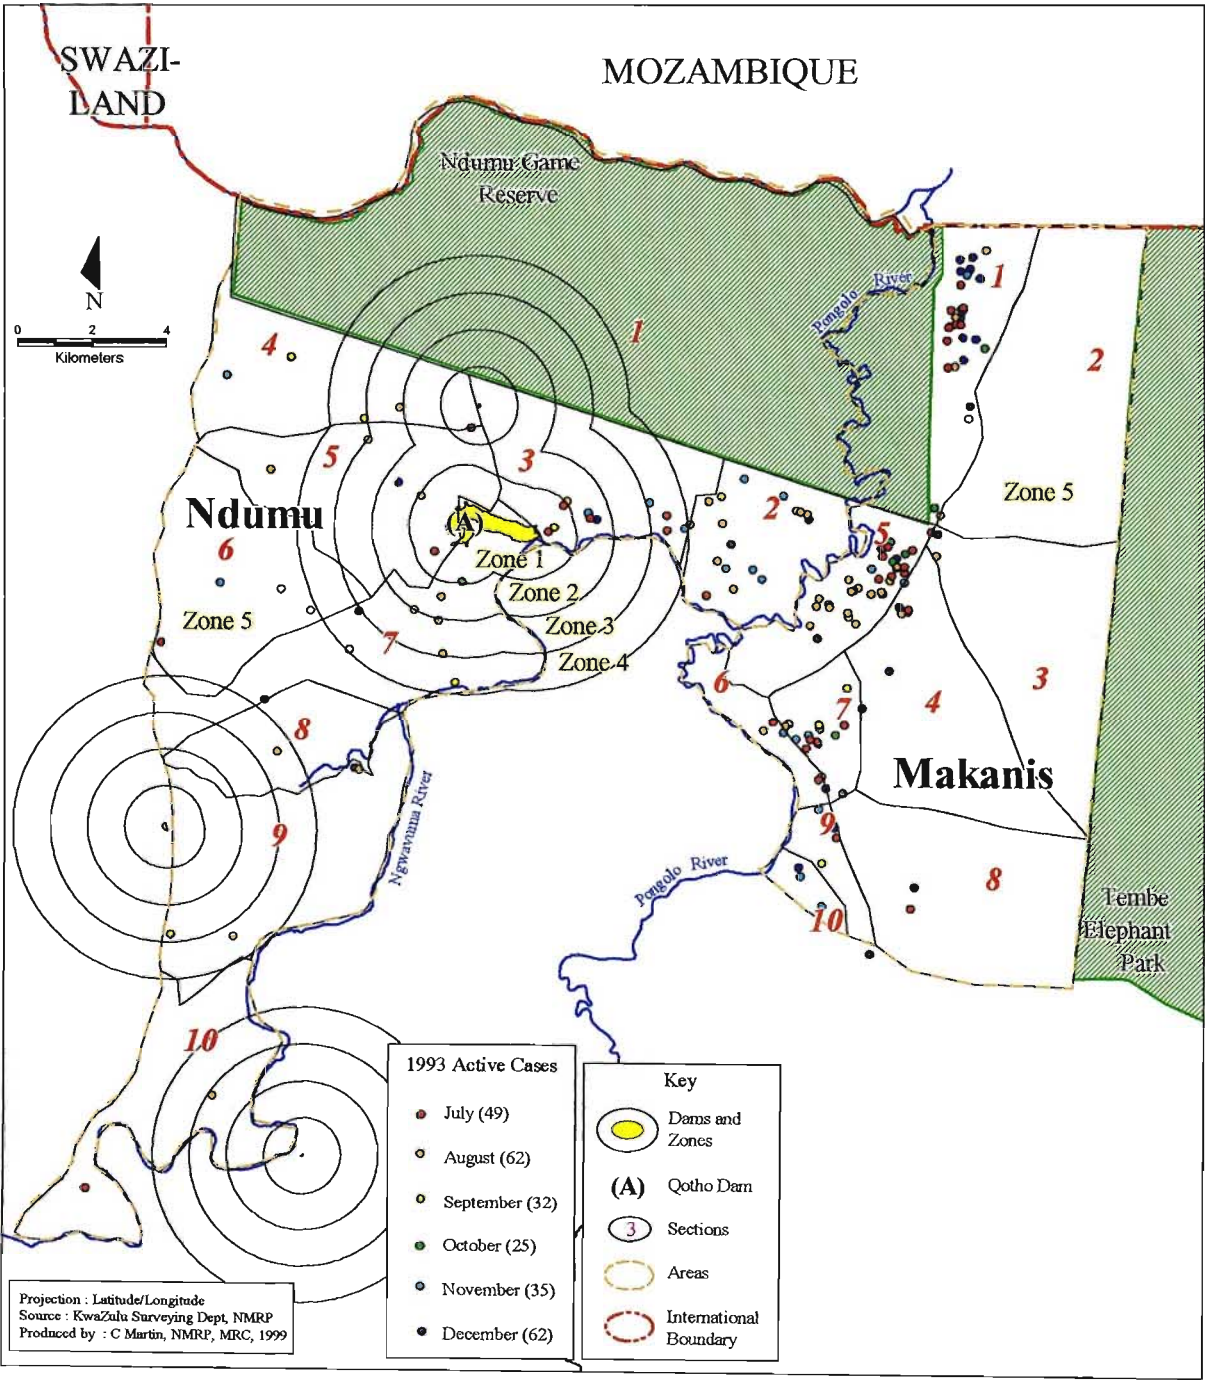 SWAZI-
LAND
MOZAMBIQUE
Ndumu Game
Reserve
N
0 2 4
Kilometers
Pongolo River
1
1
2
4
5
3
2
Zone 5
Ndumu
(A)
5
6
Zone 1
Zone 2
Zone 5
Zone 3
7
Zone 4
6
3
7
4
8
Makanis
9
9
Ngwavuma River
Pongolo River
8
10
Tembe
Elephant
Park
10
1993 Active Cases
July (49)
August (62)
September (32)
October (25)
November (35)
December (62)
Key
Dams and
Zones
(A) Qotho Dam
3 Sections
Areas
International
Boundary
Projection : Latitude/Longitude
Source : KwaZulu Surveying Dept, NMRP
Produced by : C Martin, NMRP, MRC, 1999